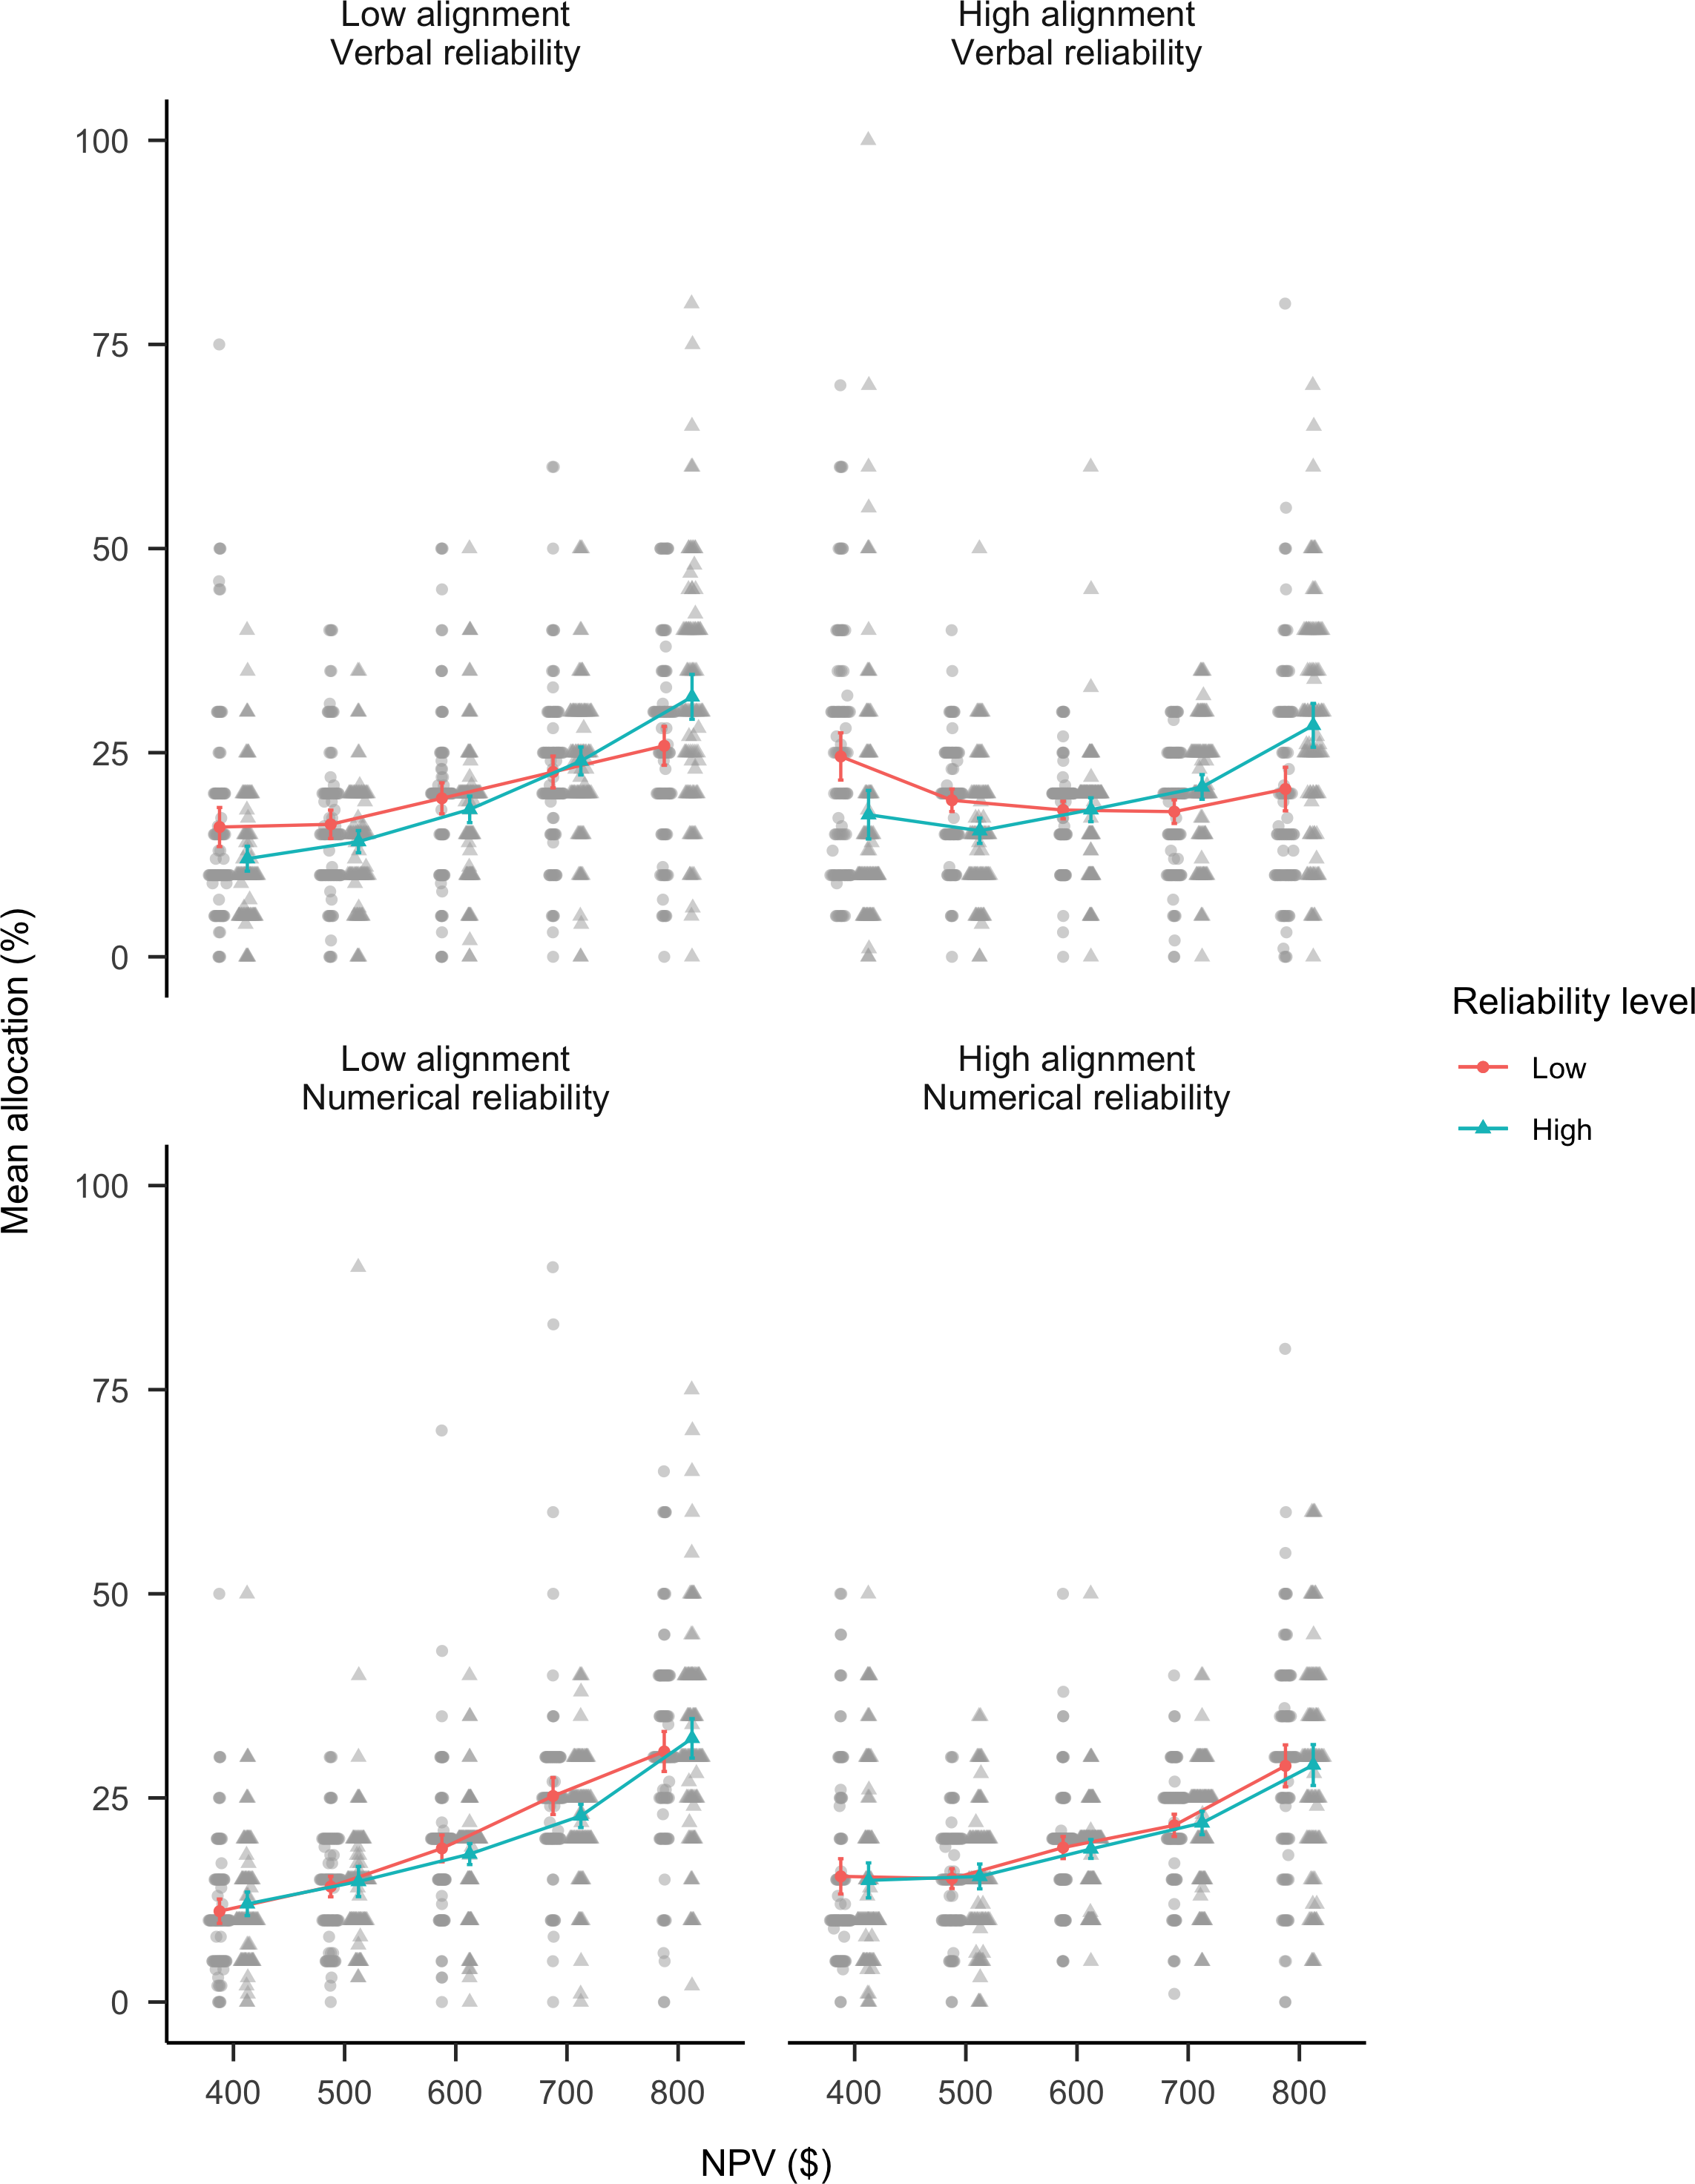 Low alignment
Verbal reliability
High alignment
Verbal reliability
100
75
50
25
0
Mean allocation (%)
Low alignment
Numerical reliability
High alignment
Numerical reliability
100
75
50
25
0
400 500 600 700 800
400 500 600 700 800
NPV ($)
Reliability level
Low
High